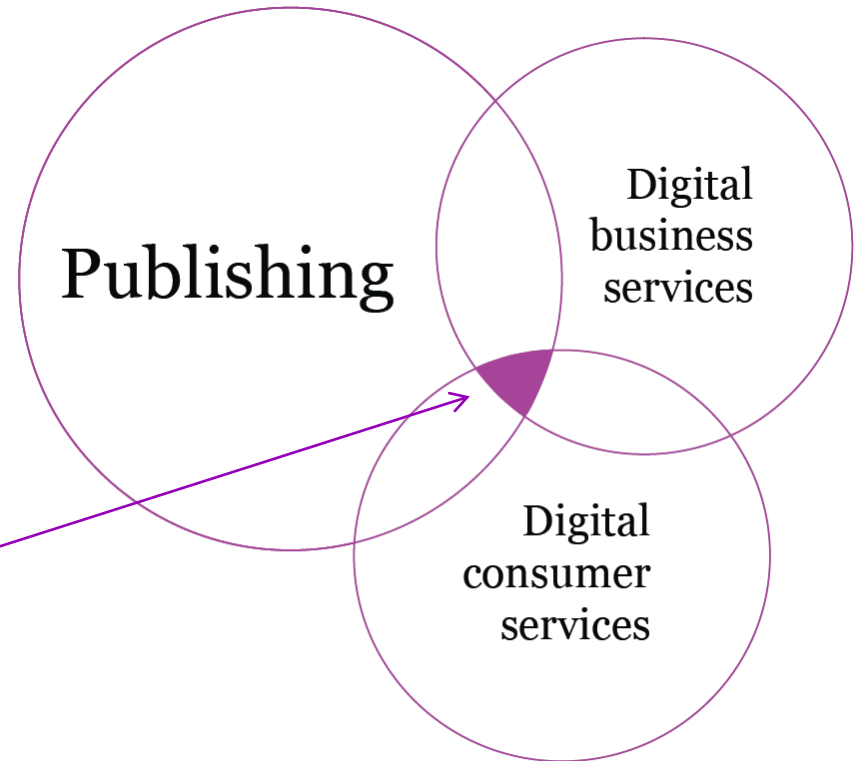 Publishing
Digital
business
services
Digital
consumer
services